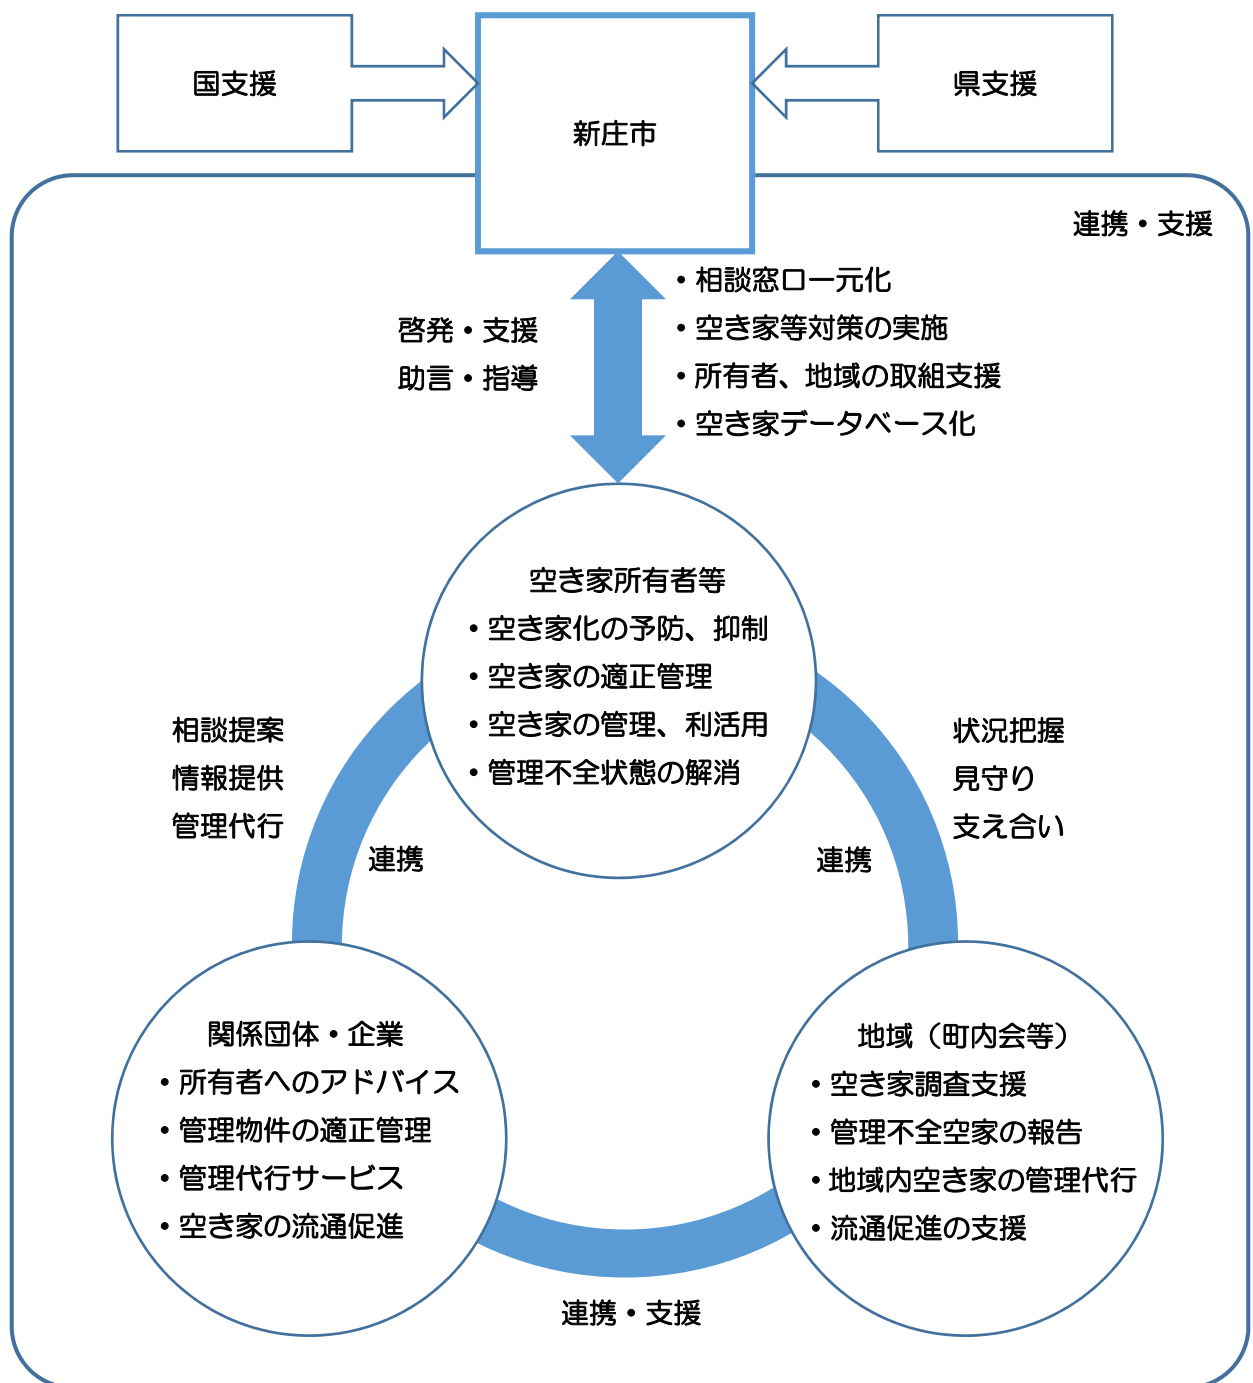 国支援
新庄市
県支援
連携・支援
啓発・支援
助言・指導
・相談窓口一元化
・空き家等対策の実施
・所有者、地域の取組支援
・空き家データベース化
空き家所有者等
・空き家化の予防、抑制
・空き家の適正管理
・空き家の管理、利活用
・管理不全状態の解消
相談提案
情報提供
管理代行
連携
状況把握
見守り
支え合い
連携
関係団体・企業
・所有者へのアドバイス
・管理物件の適正管理
・管理代行サービス
・空き家の流通促進
地域（町内会等）
・空き家調査支援
・管理不全空家の報告
・地域内空き家の管理代行
・流通促進の支援
連携・支援